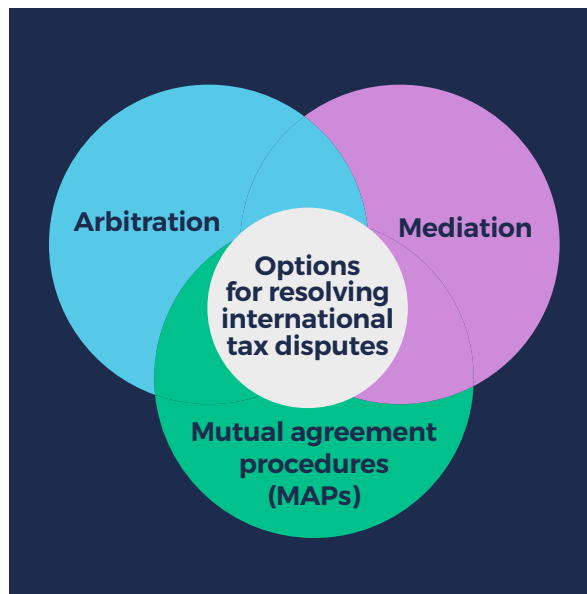 Arbitration
Mediation
Options
for resolving
international
tax disputes
Mutual agreement
procedures
(MAPs)